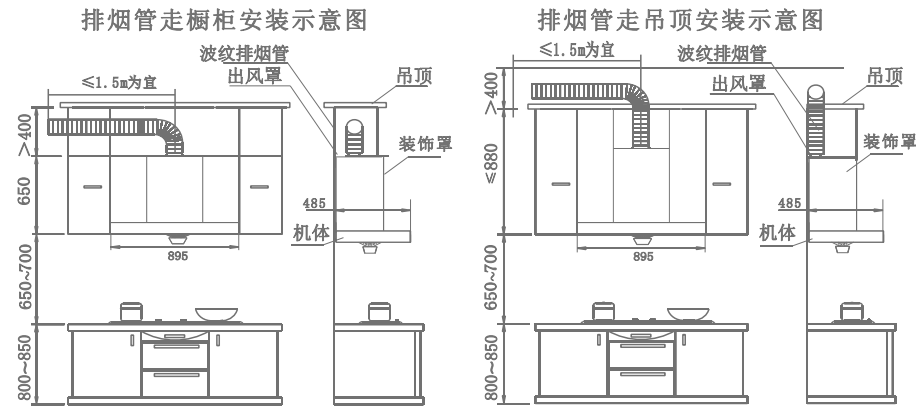 排烟管走橱柜安装示意图
波纹排烟管
出风罩
≤1.5m为宜
吊顶
>400
装饰罩
650
485
机体
895
650~700
800~850
排烟管走吊顶安装示意图
≤1.5m为宜
波纹排烟管
出风罩
吊顶
>400
装饰罩
≤880
485
机体
895
650~700
800~850